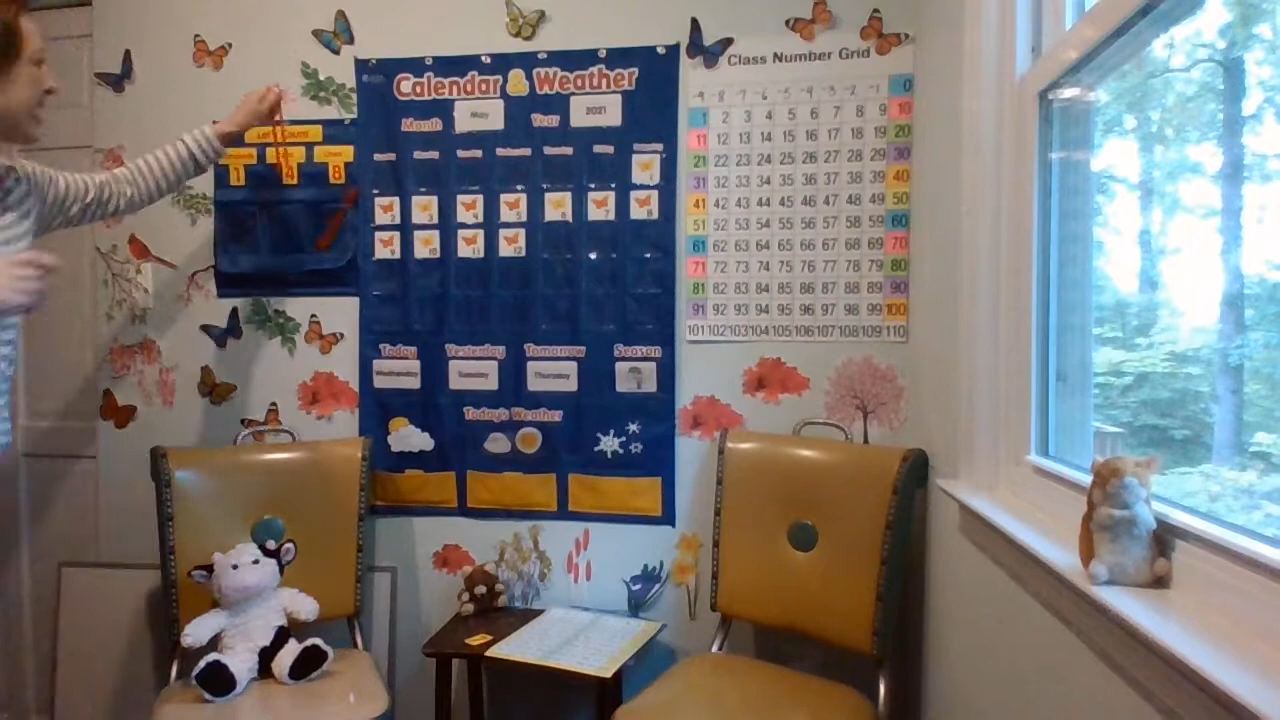 Calendar & Weather
Month May Year 2021
Let's Count
1 4 8
2 3 4 5 6 7 8
9 10 11 12
Today Yesterday Tomorrow Season
Wednesday Tuesday Thursday
Today's Weather
Class Number Grid
-9 -8 -7 -6 -5 -4 -3 -2 -1 0
1 2 3 4 5 6 7 8 9 10
11 12 13 14 15 16 17 18 19 20
21 22 23 24 25 26 27 28 29 30
31 32 33 34 35 36 37 38 39 40
41 42 43 44 45 46 47 48 49 50
51 52 53 54 55 56 57 58 59 60
61 62 63 64 65 66 67 68 69 70
71 72 73 74 75 76 77 78 79 80
81 82 83 84 85 86 87 88 89 90
91 92 93 94 95 96 97 98 99 100
101 102 103 104 105 106 107 108 109 110